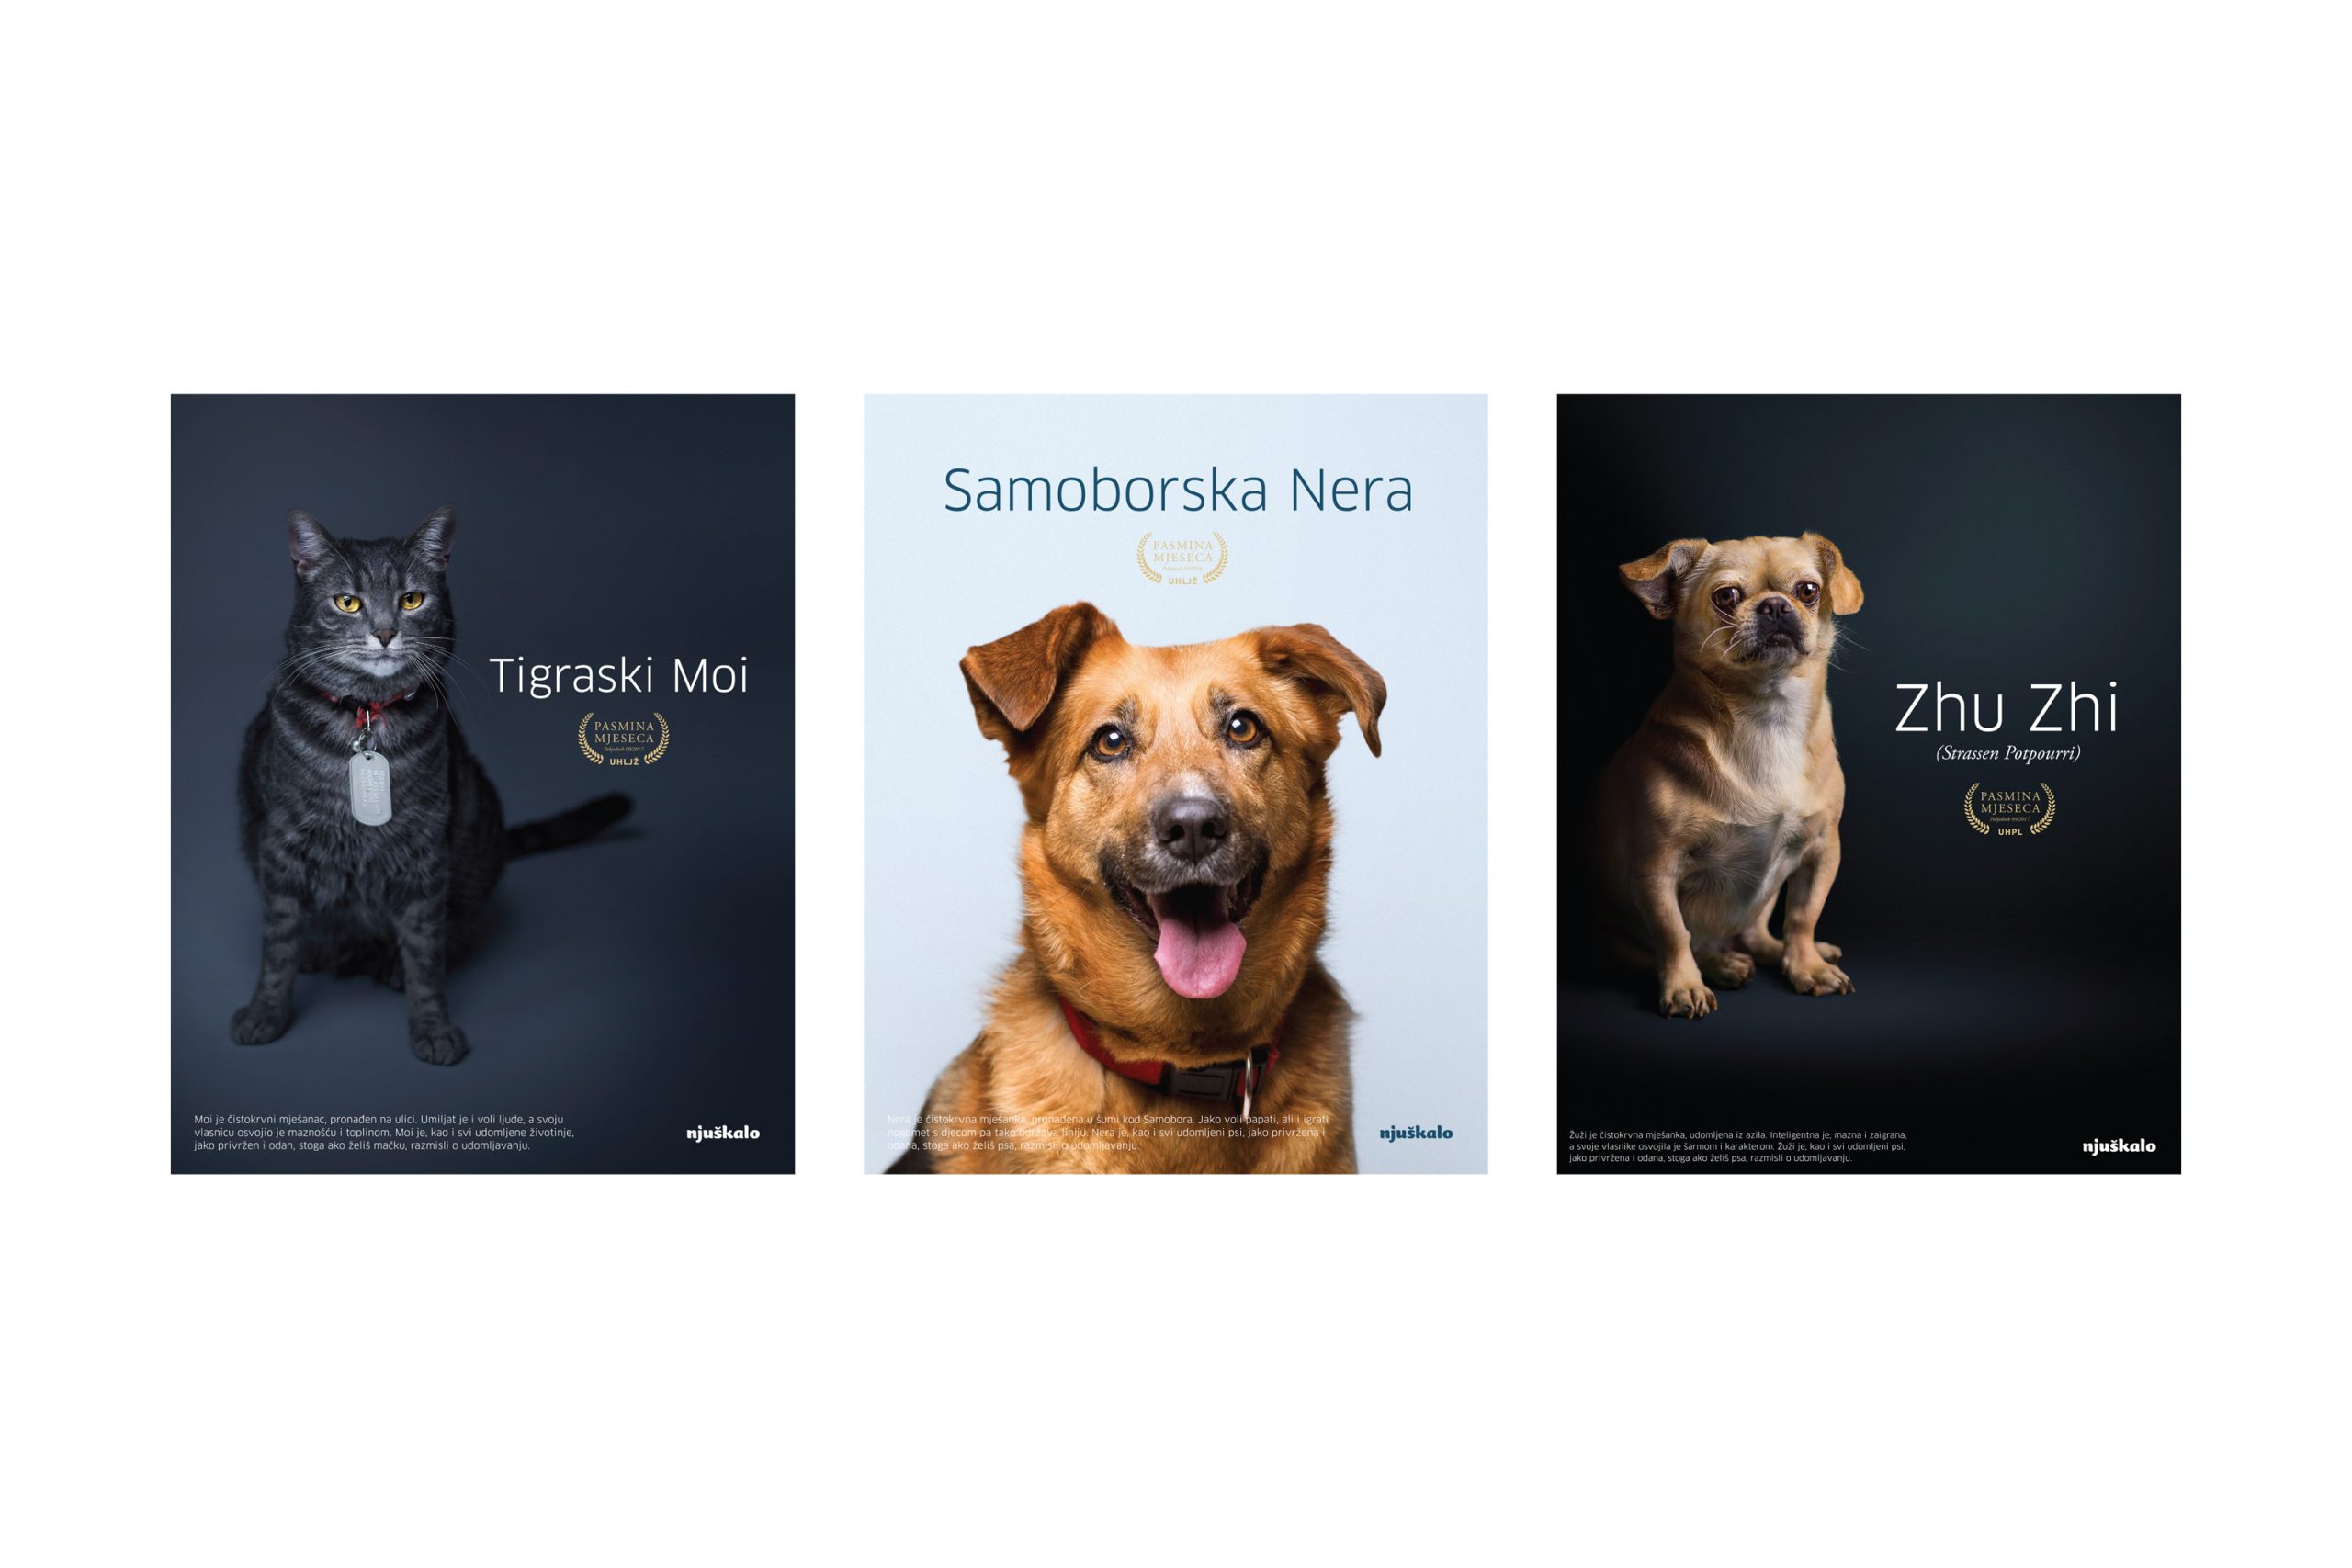 Tigraski Moi
PASMINA
MJESECA
Pobjednik 09/2017
UHLJŽ
Moi je čistokrvni mješanac, pronađen na ulici. Umiljat je i voli ljude, a svoju
vlasnicu osvojio je maznošću i toplinom. Moi je, kao i svi udomljene životinje,
jako privržen i odan, stoga ako želiš mačku, razmisli o udomljavanju.
njuškalo
Samoborska Nera
PASMINA
MJESECA
UHLJŽ
Nera je čistokrvna mješanka, pronađena u šumi kod Samobora. Jako voli papati, ali i igrati
nogomet s djecom pa tako održava liniju. Nera je, kao i svi udomljeni psi, jako privržena i
odana, stoga ako želiš psa, razmisli o udomljavanju.
njuškalo
Zhu Zhi
(Strassen Potpourri)
PASMINA
MJESECA
Pobjednik 09/2017
UHPL
Žuži je čistokrvna mješanka, udomljena iz azila. Inteligentna je, mazna i zaigrana,
a svoje vlasnike osvojila je šarmom i karakterom. Žuži je, kao i svi udomljeni psi,
jako privržena i odana, stoga ako želiš psa, razmisli o udomljavanju.
njuškalo